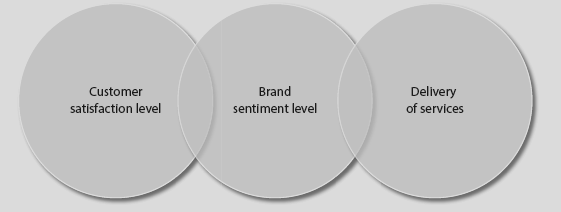 Customer
satisfaction level
Brand
sentiment level
Delivery
of services